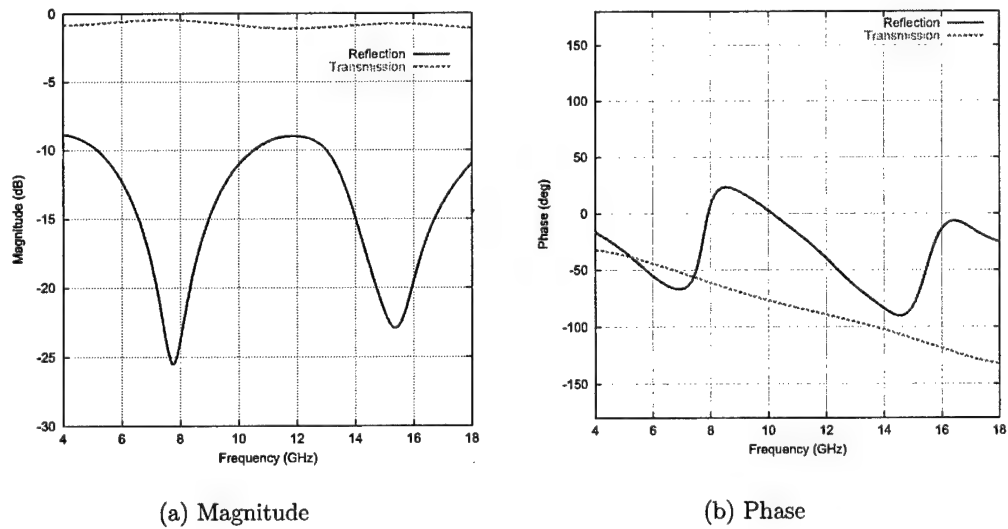 0
-5
-10
-15
-20
-25
-30
Magnitude (dB)
4 6 8 10 12 14 16 18
Frequency (GHz)
Reflection
Transmission
(a) Magnitude
150
100
50
0
-50
-100
-150
Phase (deg)
4 6 8 10 12 14 16 18
Frequency (GHz)
Reflection
Transmission
(b) Phase